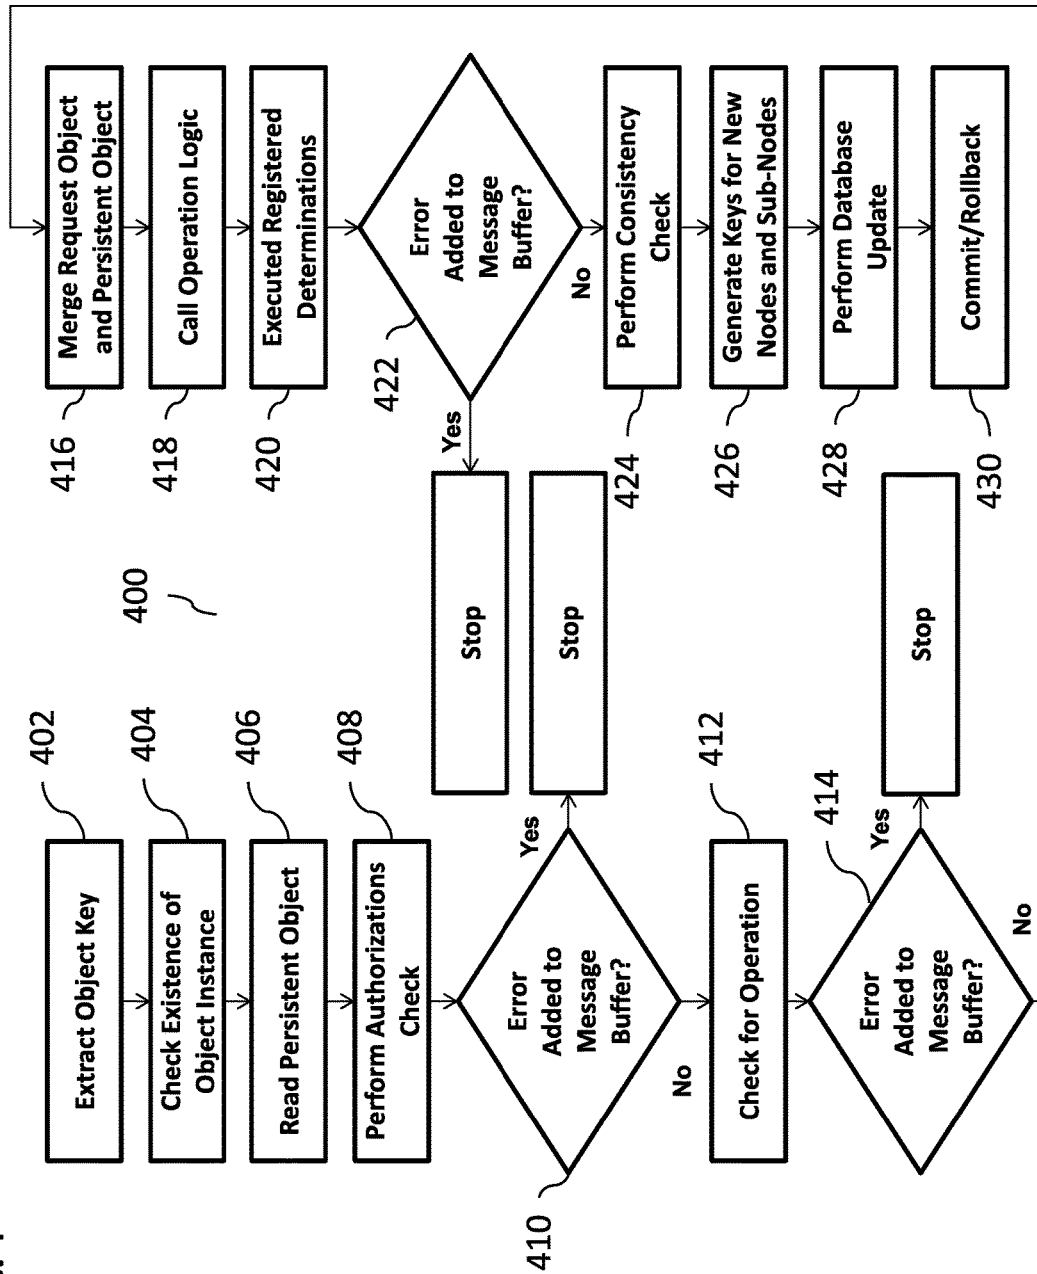 400
402
Extract Object Key
404
Check Existence of
Object Instance
406
Read Persistent Object
408
Perform Authorizations
Check
410
Error
Added to
Message
Buffer?
Yes
Stop
No
412
Check for Operation
414
Error
Added to
Message
Buffer?
Yes
Stop
No
416
Merge Request Object
and Persistent Object
418
Call Operation Logic
420
Executed Registered
Determinations
422
Error
Added to
Message
Buffer?
Yes
Stop
No
424
Perform Consistency
Check
426
Generate Keys for New
Nodes and Sub-Nodes
428
Perform Database
Update
430
Commit/Rollback